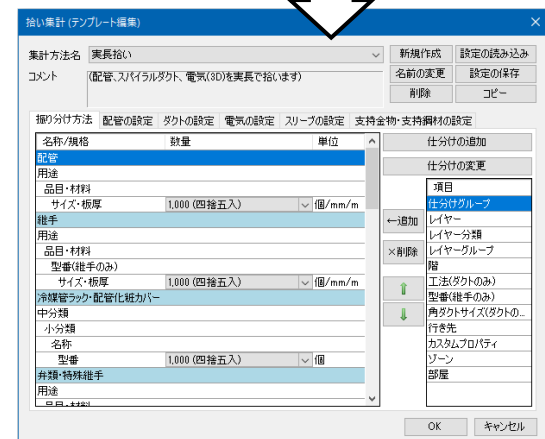 拾い集計 (テンプレート編集)
集計方法名 実長拾い 新規作成 設定の読み込み
コメント (配管、スパイラルダクト、電気(3D)を実長で拾います) 名前の変更 設定の保存
削除 コピー
振り分け方法 配管の設定 ダクトの設定 電気の設定 スリーブの設定 支持金物・支持鋼材の設定
名称/規格 数量 単位 仕分けの追加
配管 仕分けの変更
用途
品目・材料 項目
サイズ・板厚 1,000 (四捨五入) 個/mm/m 仕分けグループ
継手 ←追加 レイヤー
用途 レイヤー分類
品目・材料 ×削除 レイヤーグループ
型番(継手のみ) 階
サイズ・板厚 1,000 (四捨五入) 個/mm/m 工法(ダクトのみ)
冷媒管ラック・配管化粧カバー 型番(継手のみ)
中分類 角ダクトサイズ(ダクトの...
小分類 行き先
名称 カスタムプロパティ
型番 1,000 (四捨五入) 個 ゾーン
弁類・特殊継手 部屋
用途
OK キャンセル